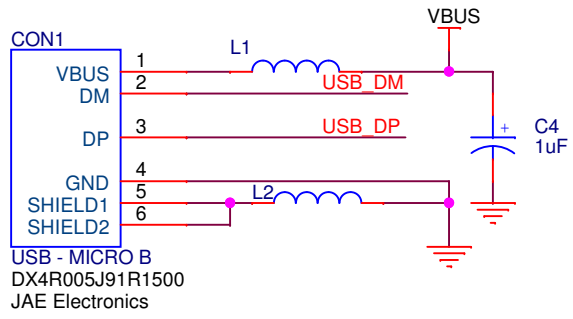 VBUS
CON1
L1
1
VBUS
2
USB_DM
DM
3
USB_DP
DP
+
C4
1uF
4
GND
5
L2
SHIELD1
6
SHIELD2
USB - MICRO B
DX4R005J91R1500
JAE Electronics